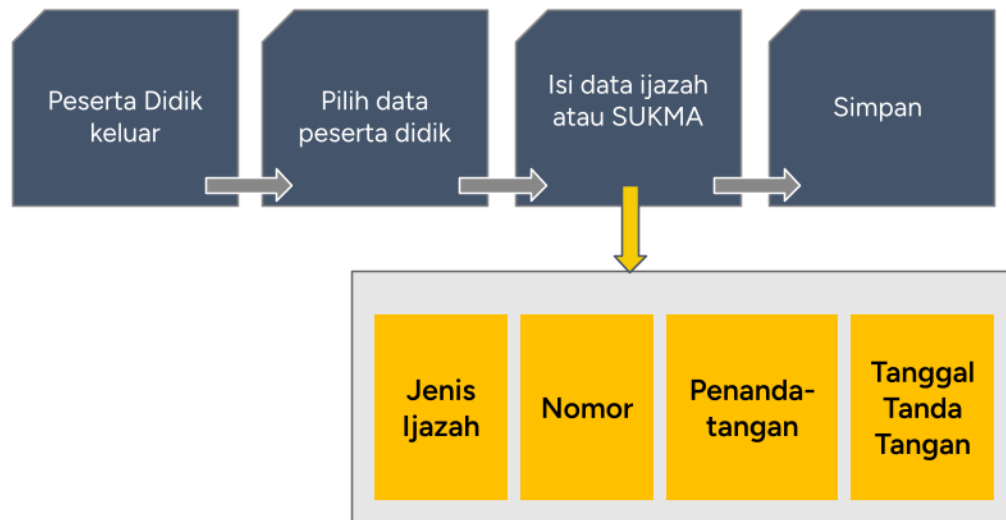 Peserta Didik
keluar
Pilih data
peserta didik
Isi data ijazah
atau SUKMA
Simpan
Jenis
Ijazah
Nomor
Penanda-
tangan
Tanggal
Tanda
Tangan